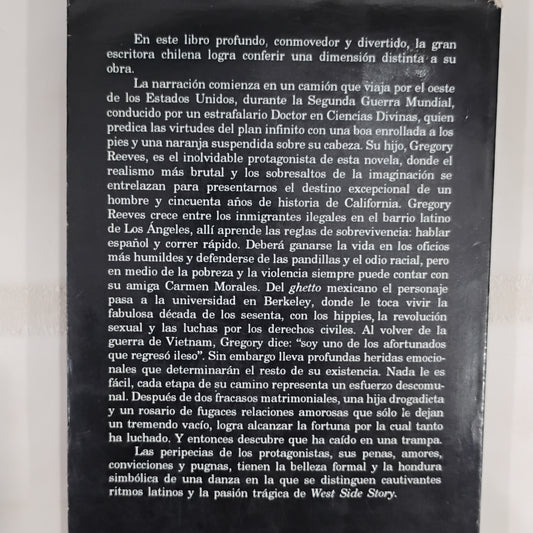 En este libro profundo, conmovedor y divertido, la gran
escritora chilena logra conferir una dimensión distinta a su
obra.
La narración comienza en un camión que viaja por el oeste
de los Estados Unidos, durante la Segunda Guerra Mundial,
conducido por un estrafalario Doctor en Ciencias Divinas, quien
predica las virtudes del plan infinito con una boa enrollada a los
pies y una naranja suspendida sobre su cabeza. Su hijo, Gregory
Reeves, es el inolvidable protagonista de esta novela, donde el
realismo más brutal y los sobresaltos de la imaginación se
entrelazan para presentarnos el destino excepcional de un
hombre y cincuenta años de historia de California. Gregory
Reeves crece entre los inmigrantes ilegales en el barrio latino
de Los Ángeles, allí aprende las reglas de sobrevivencia: hablar
español y correr rápido. Deberá ganarse la vida en los oficios
más humildes y defenderse de las pandillas y el odio racial, pero
en medio de la pobreza y la violencia siempre puede contar con
su amiga Carmen Morales. Del ghetto mexicano el personaje
pasa a la universidad en Berkeley, donde le toca vivir la
fabulosa década de los sesenta, con los hippies, la revolución
sexual y las luchas por los derechos civiles. Al volver de la
guerra de Vietnam, Gregory dice: “soy uno de los afortunados
que regresó ileso”. Sin embargo lleva profundas heridas emocio-
nales que determinarán el resto de su existencia. Nada le es
fácil, cada etapa de su camino representa un esfuerzo descomu-
nal. Después de dos fracasos matrimoniales, una hija drogadicta
y un rosario de fugaces relaciones amorosas que sólo le dejan
un tremendo vacío, logra alcanzar la fortuna por la cual tanto
ha luchado. Y entonces descubre que ha caído en una trampa.
Las peripecias de los protagonistas, sus penas, amores,
convicciones y pugnas, tienen la belleza formal y la hondura
simbólica de una danza en la que se distinguen cautivantes
ritmos latinos y la pasión trágica de West Side Story.